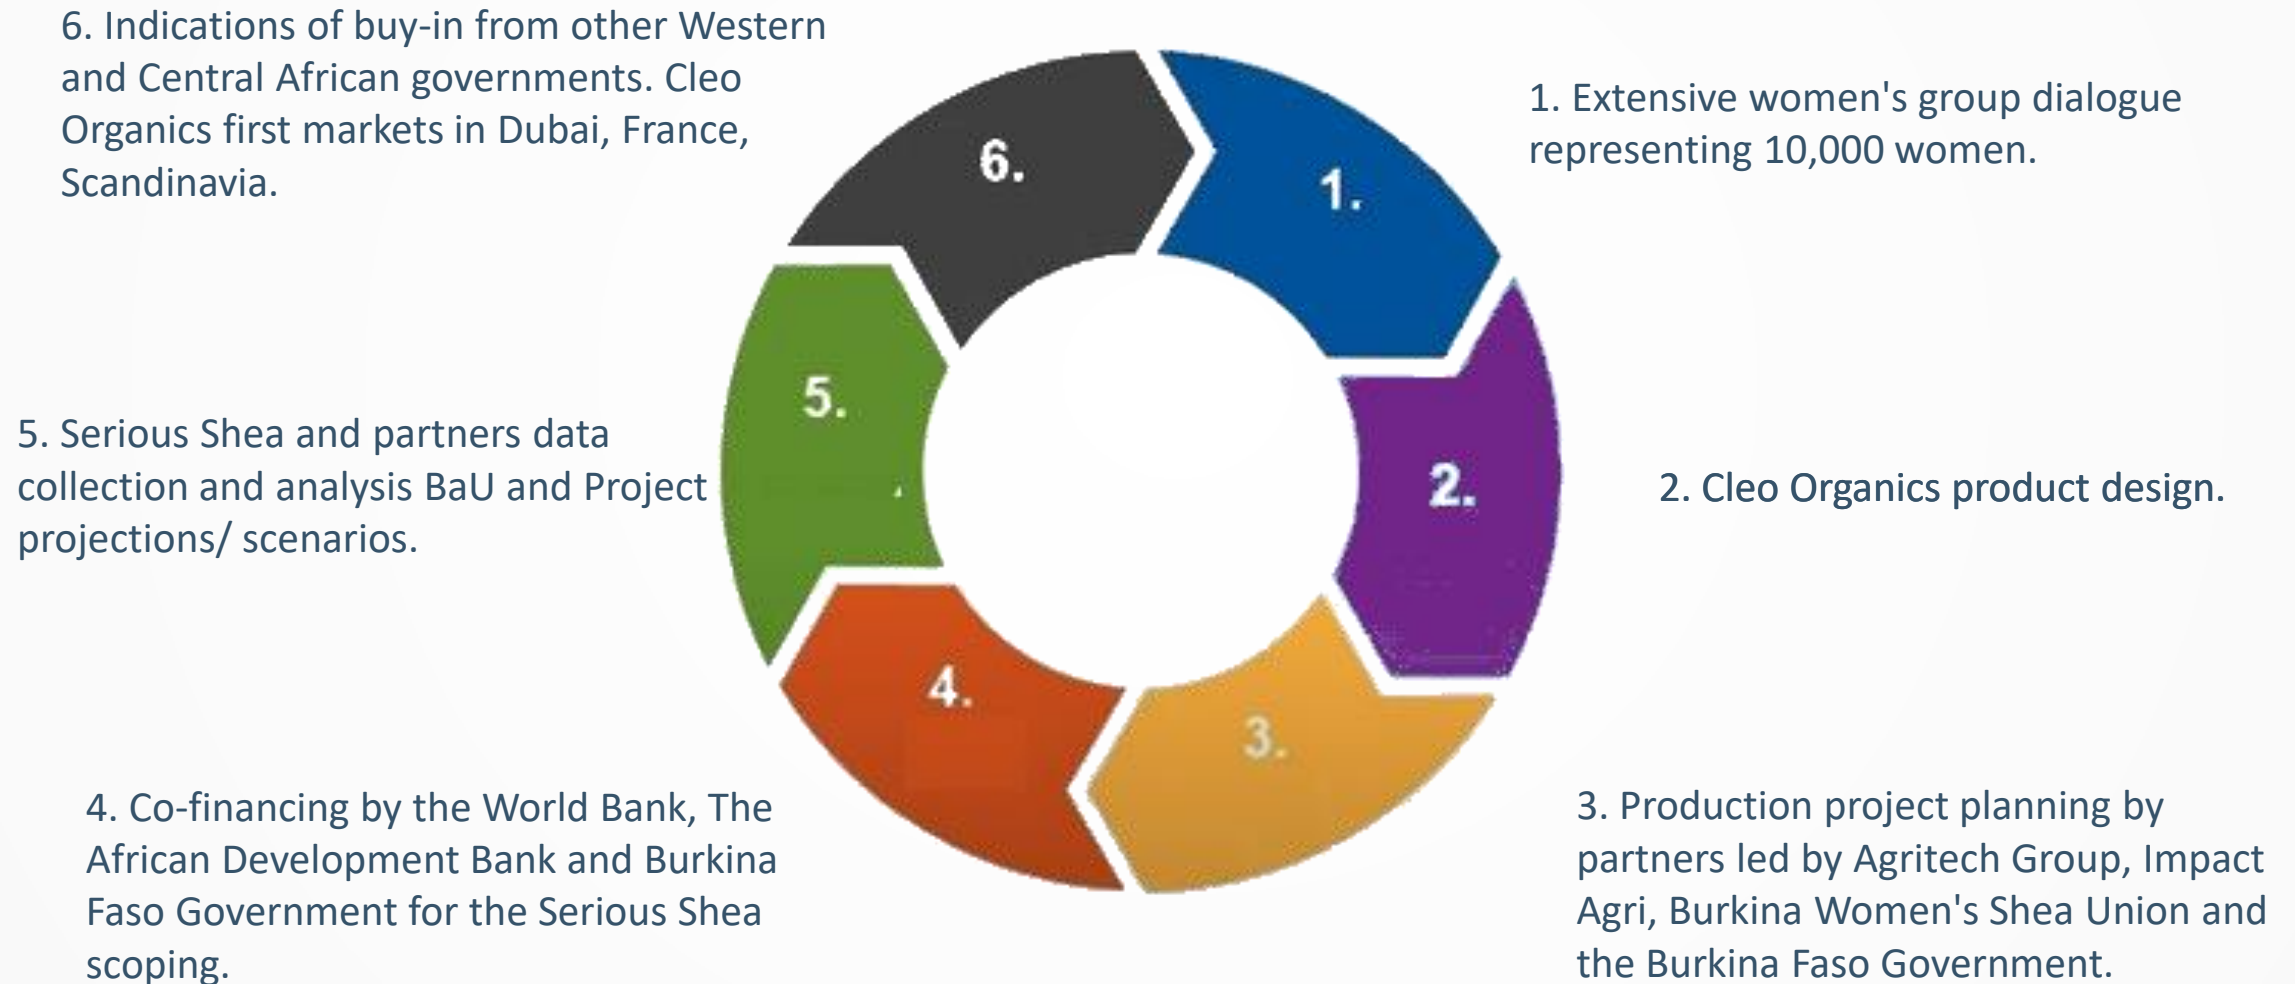 6. Indications of buy-in from other Western
and Central African governments. Cleo
Organics first markets in Dubai, France,
Scandinavia.
1. Extensive women's group dialogue
representing 10,000 women.
6.
1.
5. Serious Shea and partners data
collection and analysis BaU and Project
projections/ scenarios.
5.
2.
2. Cleo Organics product design.
4.
3.
4. Co-financing by the World Bank, The
African Development Bank and Burkina
Faso Government for the Serious Shea
scoping.
3. Production project planning by
partners led by Agritech Group, Impact
Agri, Burkina Women's Shea Union and
the Burkina Faso Government.